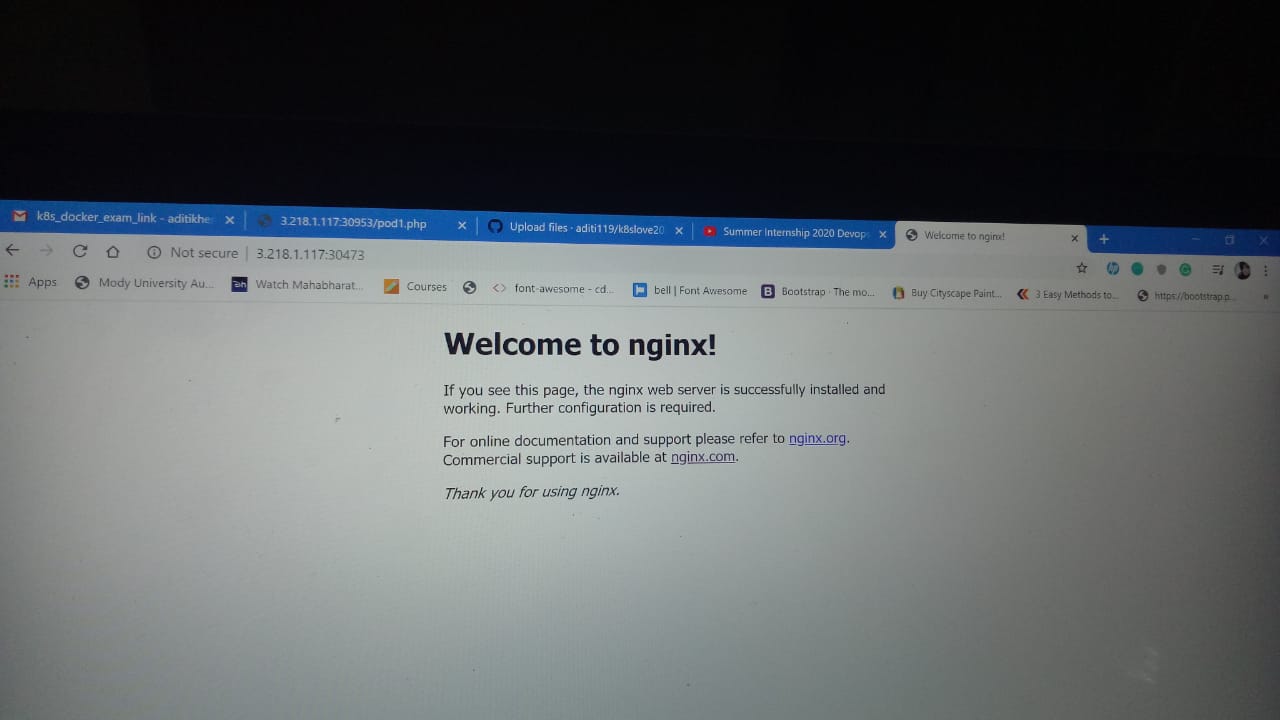 k8s_docker_exam_link - aditikhe
3.218.1.117:30953/pod1.php
Upload files · aditi119/k8slove20
Summer Internship 2020 Devops
Welcome to nginx!
Not secure | 3.218.1.117:30473
Apps
Mody University Au...
Watch Mahabharat...
Courses
font-awesome - cd...
bell | Font Awesome
Bootstrap · The mo...
Buy Cityscape Paint...
3 Easy Methods to...
https://bootstrap.p...
Welcome to nginx!
If you see this page, the nginx web server is successfully installed and
working. Further configuration is required.
For online documentation and support please refer to nginx.org.
Commercial support is available at nginx.com.
Thank you for using nginx.